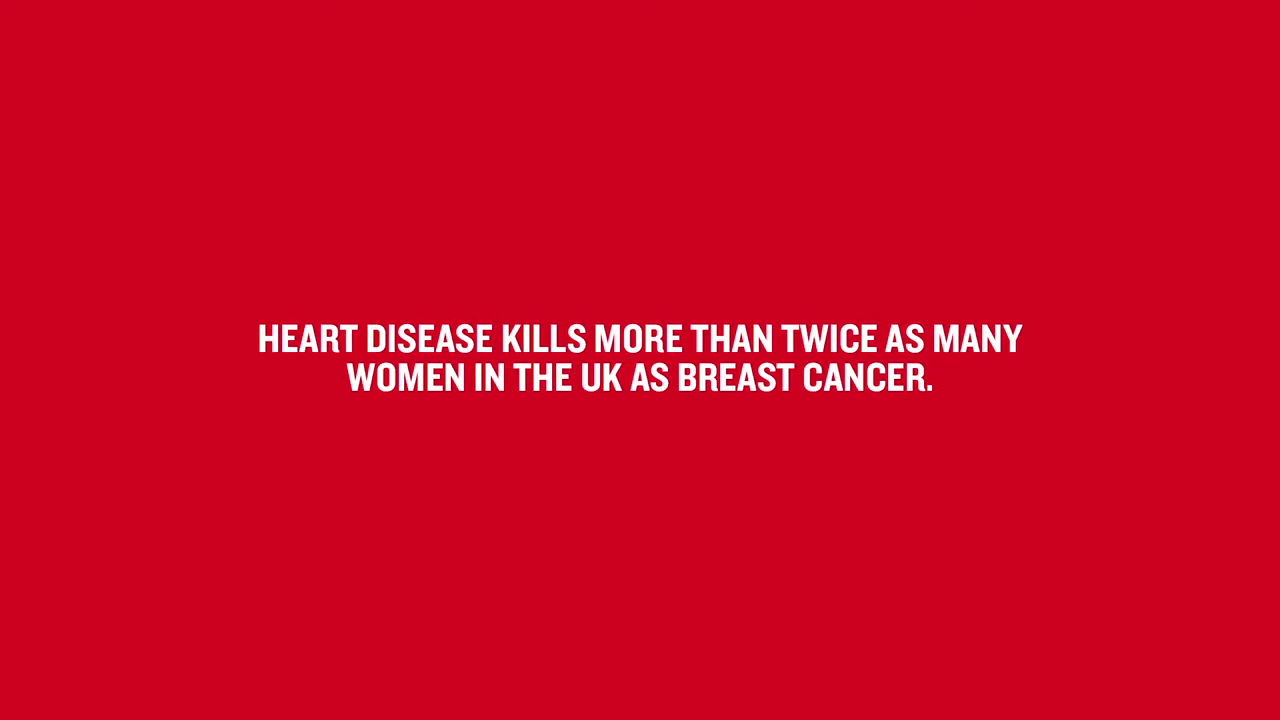 HEART DISEASE KILLS MORE THAN TWICE AS MANY
WOMEN IN THE UK AS BREAST CANCER.